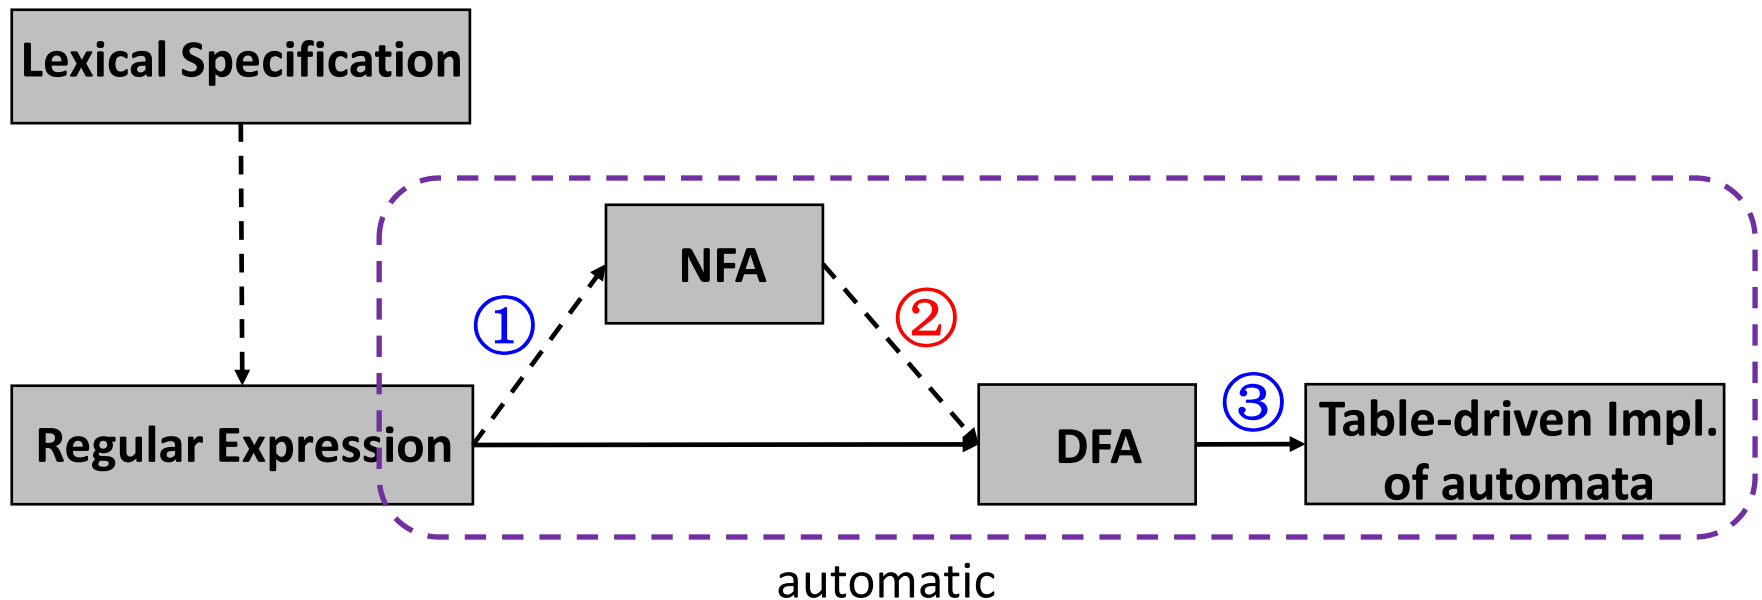 Lexical Specification
NFA
①
②
Regular Expression
DFA
③
Table-driven Impl.
of automata
automatic